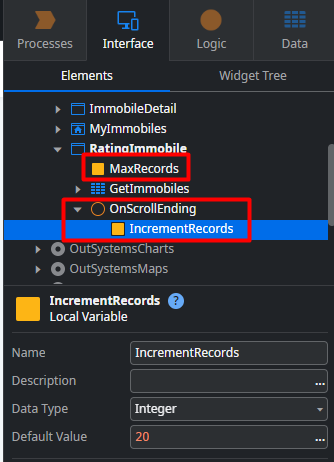 Processes Interface Logic Data
Elements Widget Tree
ImmobileDetail
MyImmobiles
RatingImmobile
MaxRecords
GetImmobiles
OnScrollEnding
IncrementRecords
OutSystemsCharts
OutSystemsMaps
IncrementRecords ?
Local Variable
Name IncrementRecords
Description ...
Data Type Integer
Default Value 20 ...